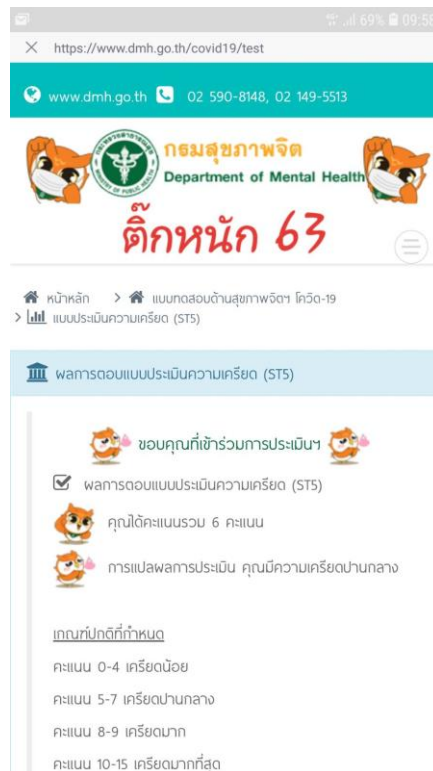 69% 09:58
https://www.dmh.go.th/covid19/test
www.dmh.go.th 02 590-8148, 02 149-5513
กรมสุขภาพจิต
Department of Mental Health
ติ๊กหนัก 63
หน้าหลัก > แบบทดสอบด้านสุขภาพจิตฯ โควิด-19
> แบบประเมินความเครียด (ST5)
ผลการตอบแบบประเมินความเครียด (ST5)
ขอบคุณที่เข้าร่วมการประเมินฯ
ผลการตอบแบบประเมินความเครียด (ST5)
คุณได้คะแนนรวม 6 คะแนน
การแปลผลการประเมิน คุณมีความเครียดปานกลาง
เกณฑ์ปกติที่กำหนด
คะแนน 0-4 เครียดน้อย
คะแนน 5-7 เครียดปานกลาง
คะแนน 8-9 เครียดมาก
คะแนน 10-15 เครียดมากที่สุด